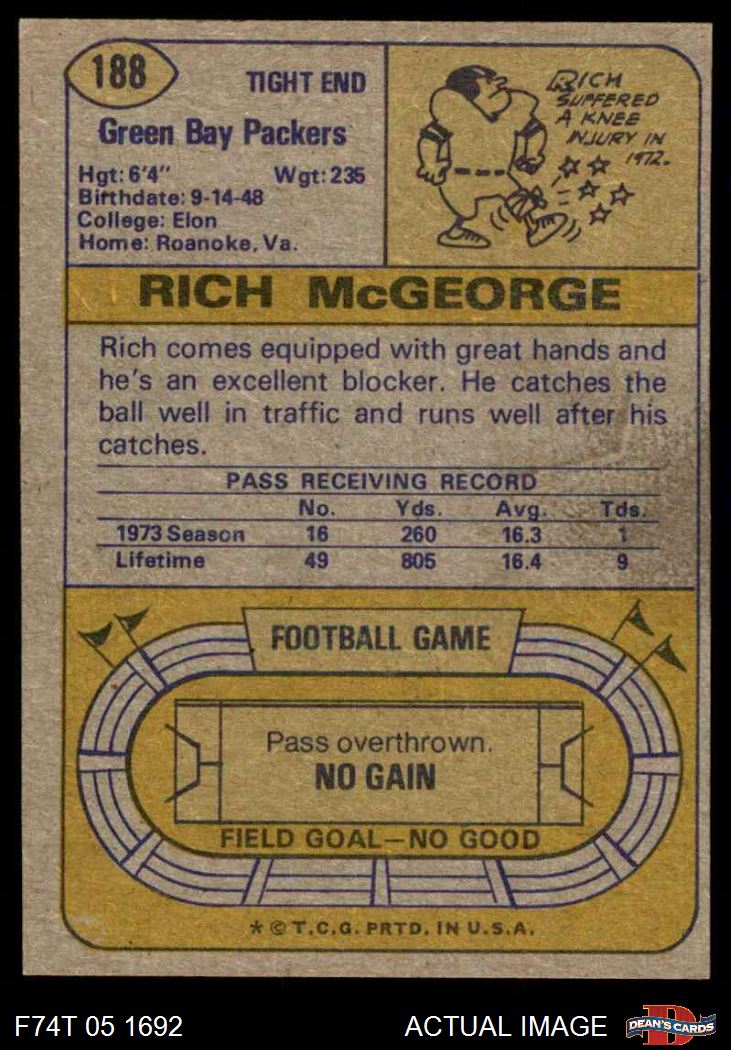 188
TIGHT END
Green Bay Packers
Hgt: 6'4" Wgt: 235
Birthdate: 9-14-48
College: Elon
Home: Roanoke, Va.
RICH
SUFFERED
A KNEE
INJURY IN
1972.
RICH McGEORGE
Rich comes equipped with great hands and
he's an excellent blocker. He catches the
ball well in traffic and runs well after his
catches.
PASS RECEIVING RECORD
No. Yds. Avg. Tds.
1973 Season 16 260 16.3 1
Lifetime 49 805 16.4 9
FOOTBALL GAME
Pass overthrown.
NO GAIN
FIELD GOAL—NO GOOD
* © T.C.G. PRTD. IN U.S.A.
F74T 05 1692 ACTUAL IMAGE
D
DEAN'S CARDS